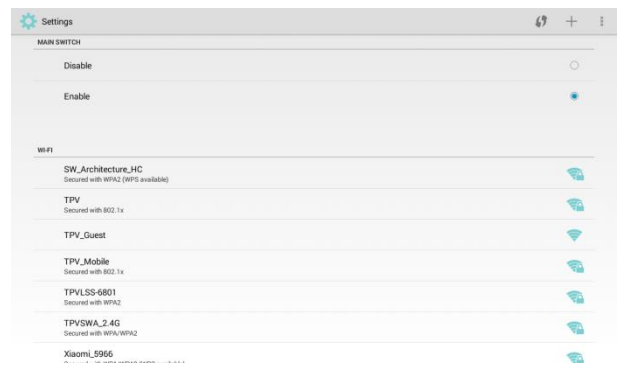 Settings
MAIN SWITCH
Disable
Enable
WI-FI
SW_Architecture_HC
Secured with WPA2 (WPS available)
TPV
Secured with 802.1x
TPV_Guest
TPV_Mobile
Secured with 802.1x
TPVLSS-6801
Secured with WPA2
TPVSWA_2.4G
Secured with WPA/WPA2
Xiaomi_5966